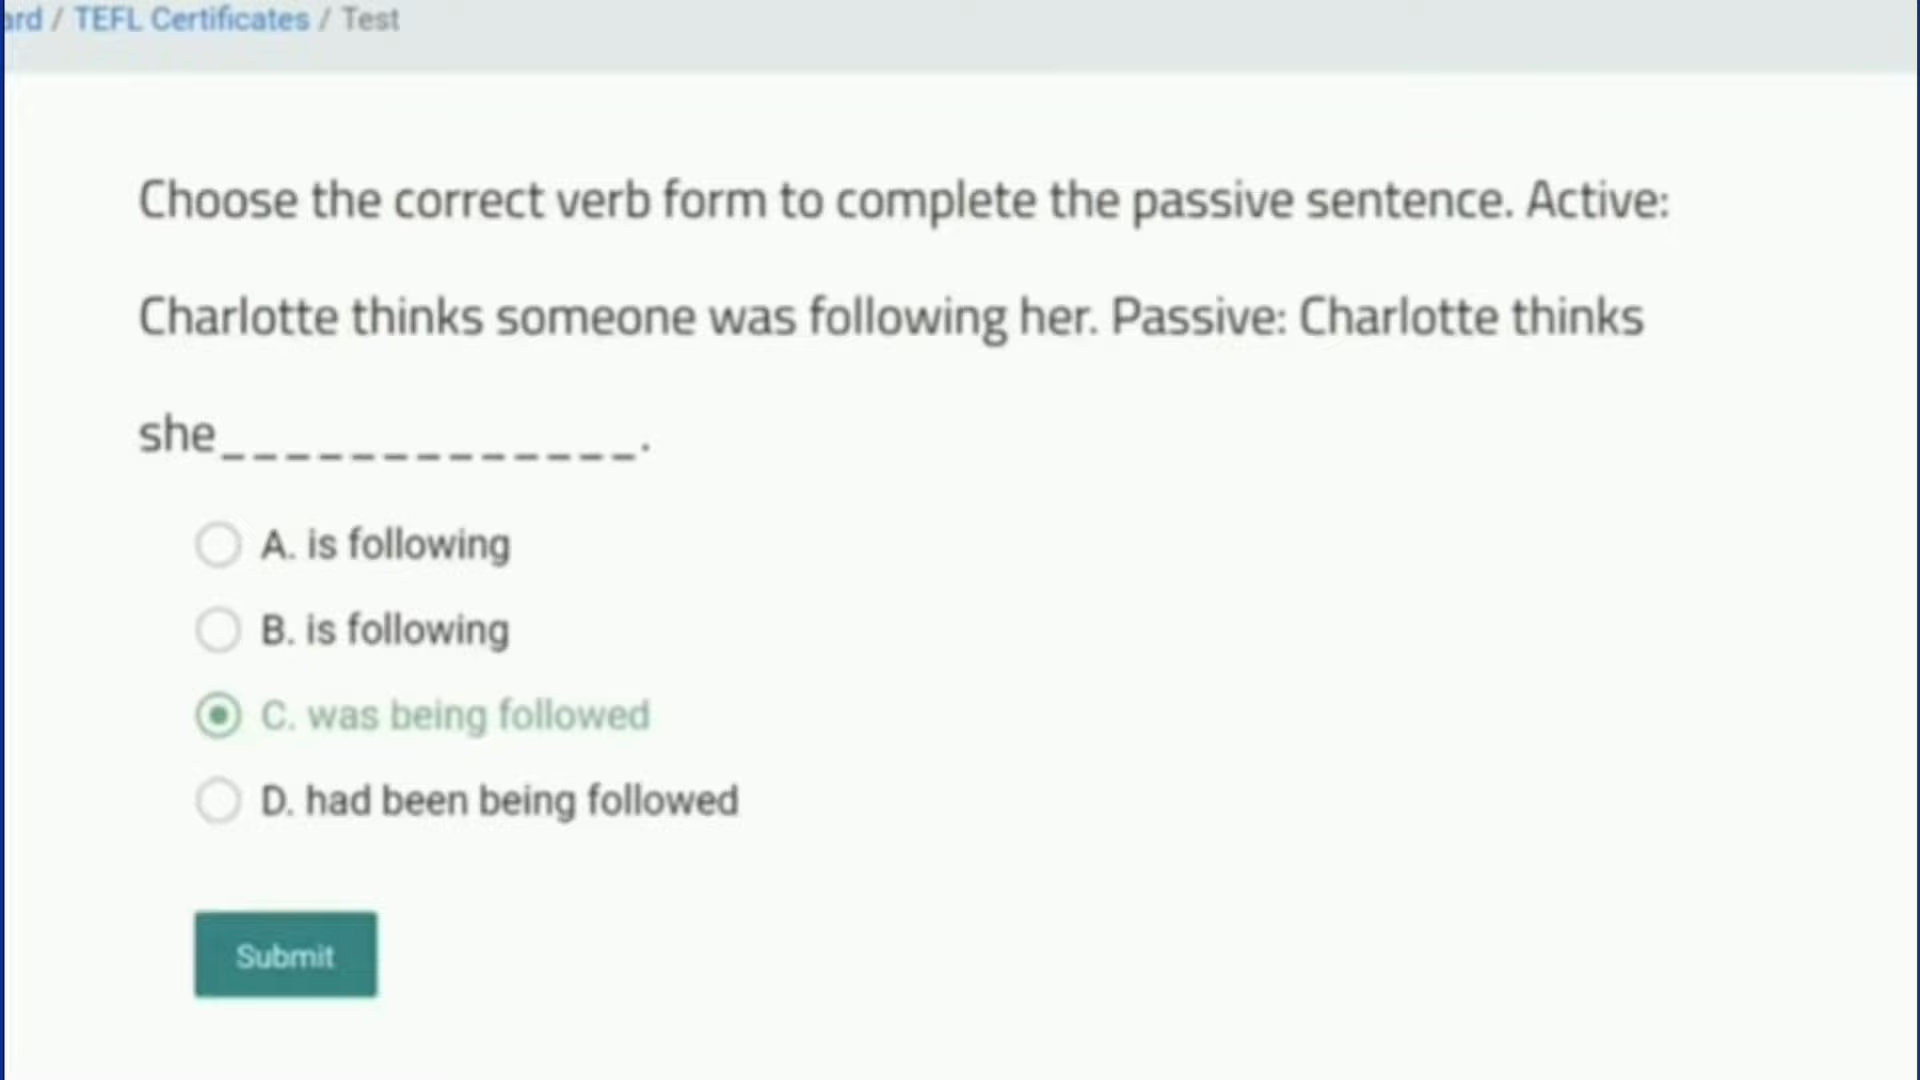 / TEFL Certificates / Test
Choose the correct verb form to complete the passive sentence. Active:
Charlotte thinks someone was following her. Passive: Charlotte thinks
she_____________.
A. is following
B. is following
C. was being followed
D. had been being followed
Submit